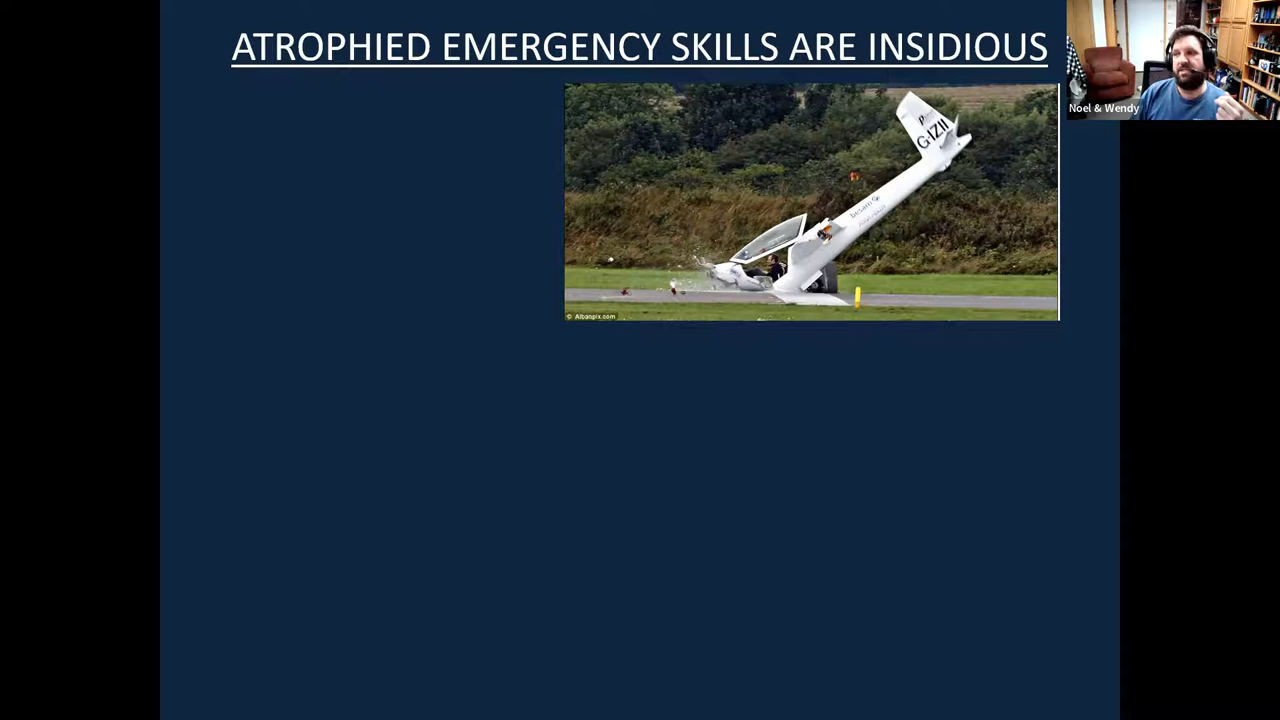 ATROPHIED EMERGENCY SKILLS ARE INSIDIOUS
Noel & Wendy
G-IZII
© Albanpix.com